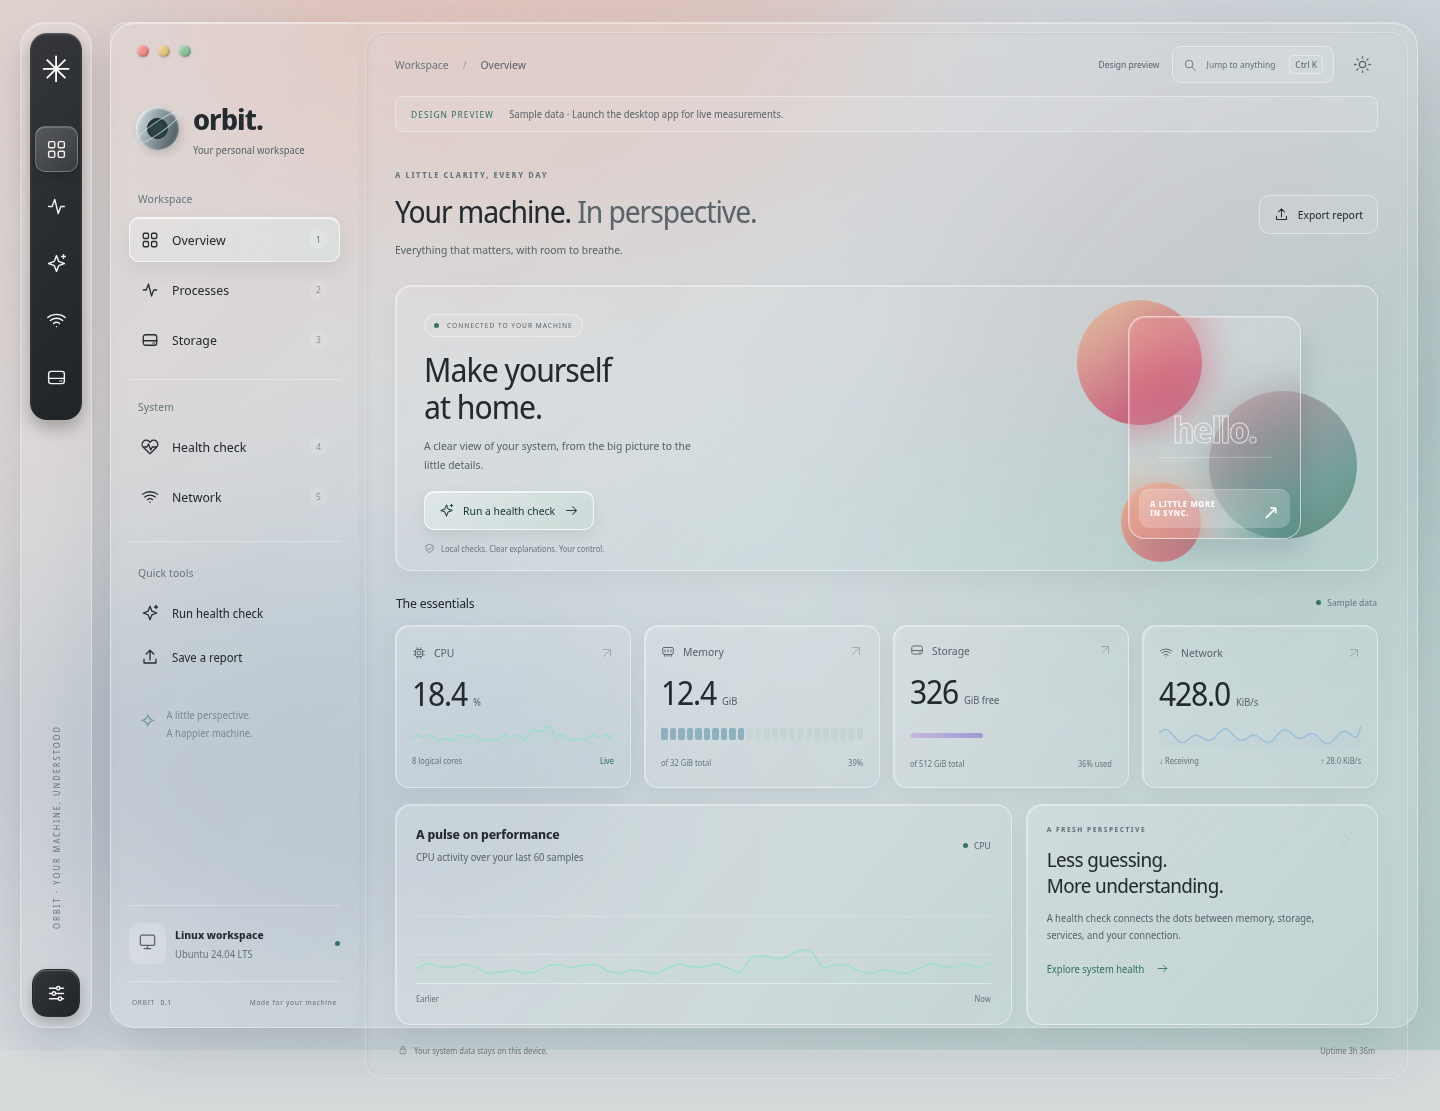 orbit.
Your personal workspace
Workspace
Overview 1
Processes 2
Storage 3
System
Health check 4
Network 5
Quick tools
Run health check
Save a report
A little perspective.
A happier machine.
Linux workspace
Ubuntu 24.04 LTS
ORBIT 0.1 Made for your machine
ORBIT · YOUR MACHINE, UNDERSTOOD
Workspace / Overview
Design preview
Jump to anything Ctrl K
DESIGN PREVIEW Sample data · Launch the desktop app for live measurements.
A LITTLE CLARITY, EVERY DAY
Your machine. In perspective.
Everything that matters, with room to breathe.
Export report
CONNECTED TO YOUR MACHINE
Make yourself
at home.
A clear view of your system, from the big picture to the
little details.
Run a health check
Local checks. Clear explanations. Your control.
hello.
A LITTLE MORE
IN SYNC.
The essentials
Sample data
CPU
18.4 %
8 logical cores Live
Memory
12.4 GiB
of 32 GiB total 39%
Storage
326 GiB free
of 512 GiB total 36% used
Network
428.0 KiB/s
↓ Receiving ↑ 28.0 KiB/s
A pulse on performance
CPU activity over your last 60 samples
CPU
Earlier Now
A FRESH PERSPECTIVE
Less guessing.
More understanding.
A health check connects the dots between memory, storage,
services, and your connection.
Explore system health
Your system data stays on this device.
Uptime 3h 36m